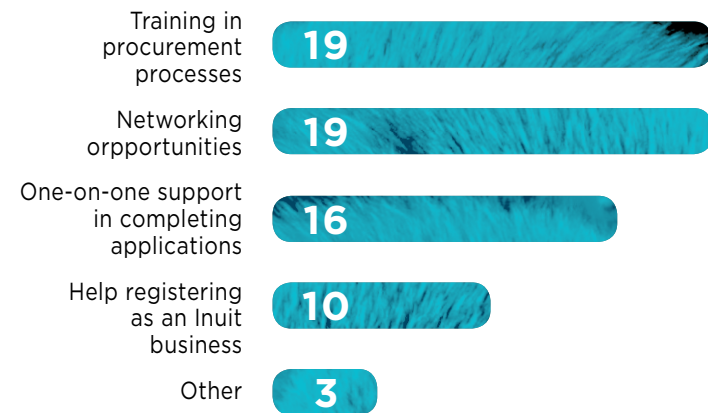 Training in
procurement
processes
19
Networking
orpportunities
19
One-on-one support
in completing
applications
16
Help registering
as an Inuit
business
10
Other
3